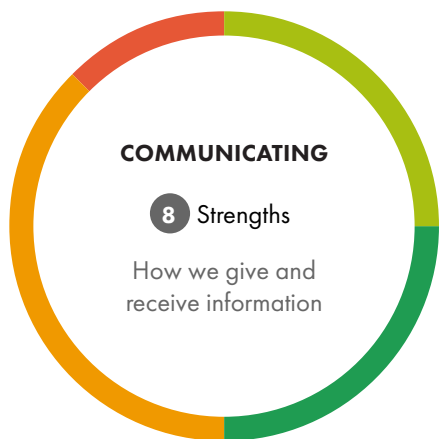 COMMUNICATING
8 Strengths
How we give and
receive information